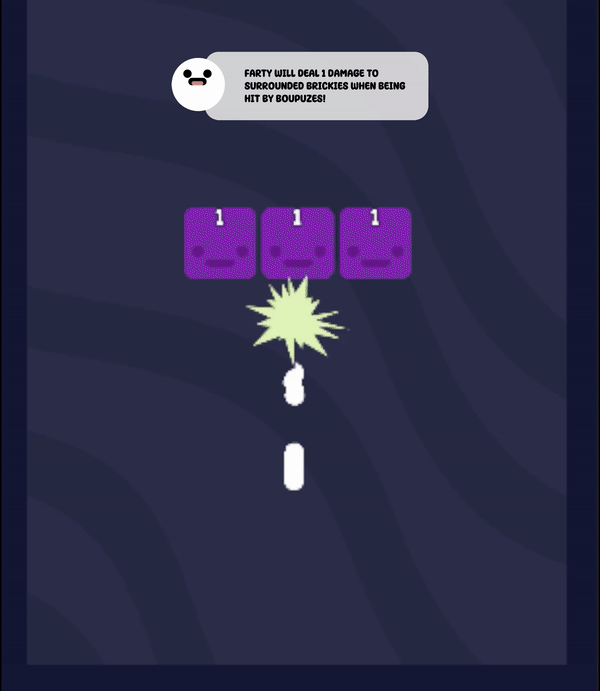 FARTY WILL DEAL 1 DAMAGE TO
SURROUNDED BRICKIES WHEN BEING
HIT BY BOUPUZES!
1 1 1